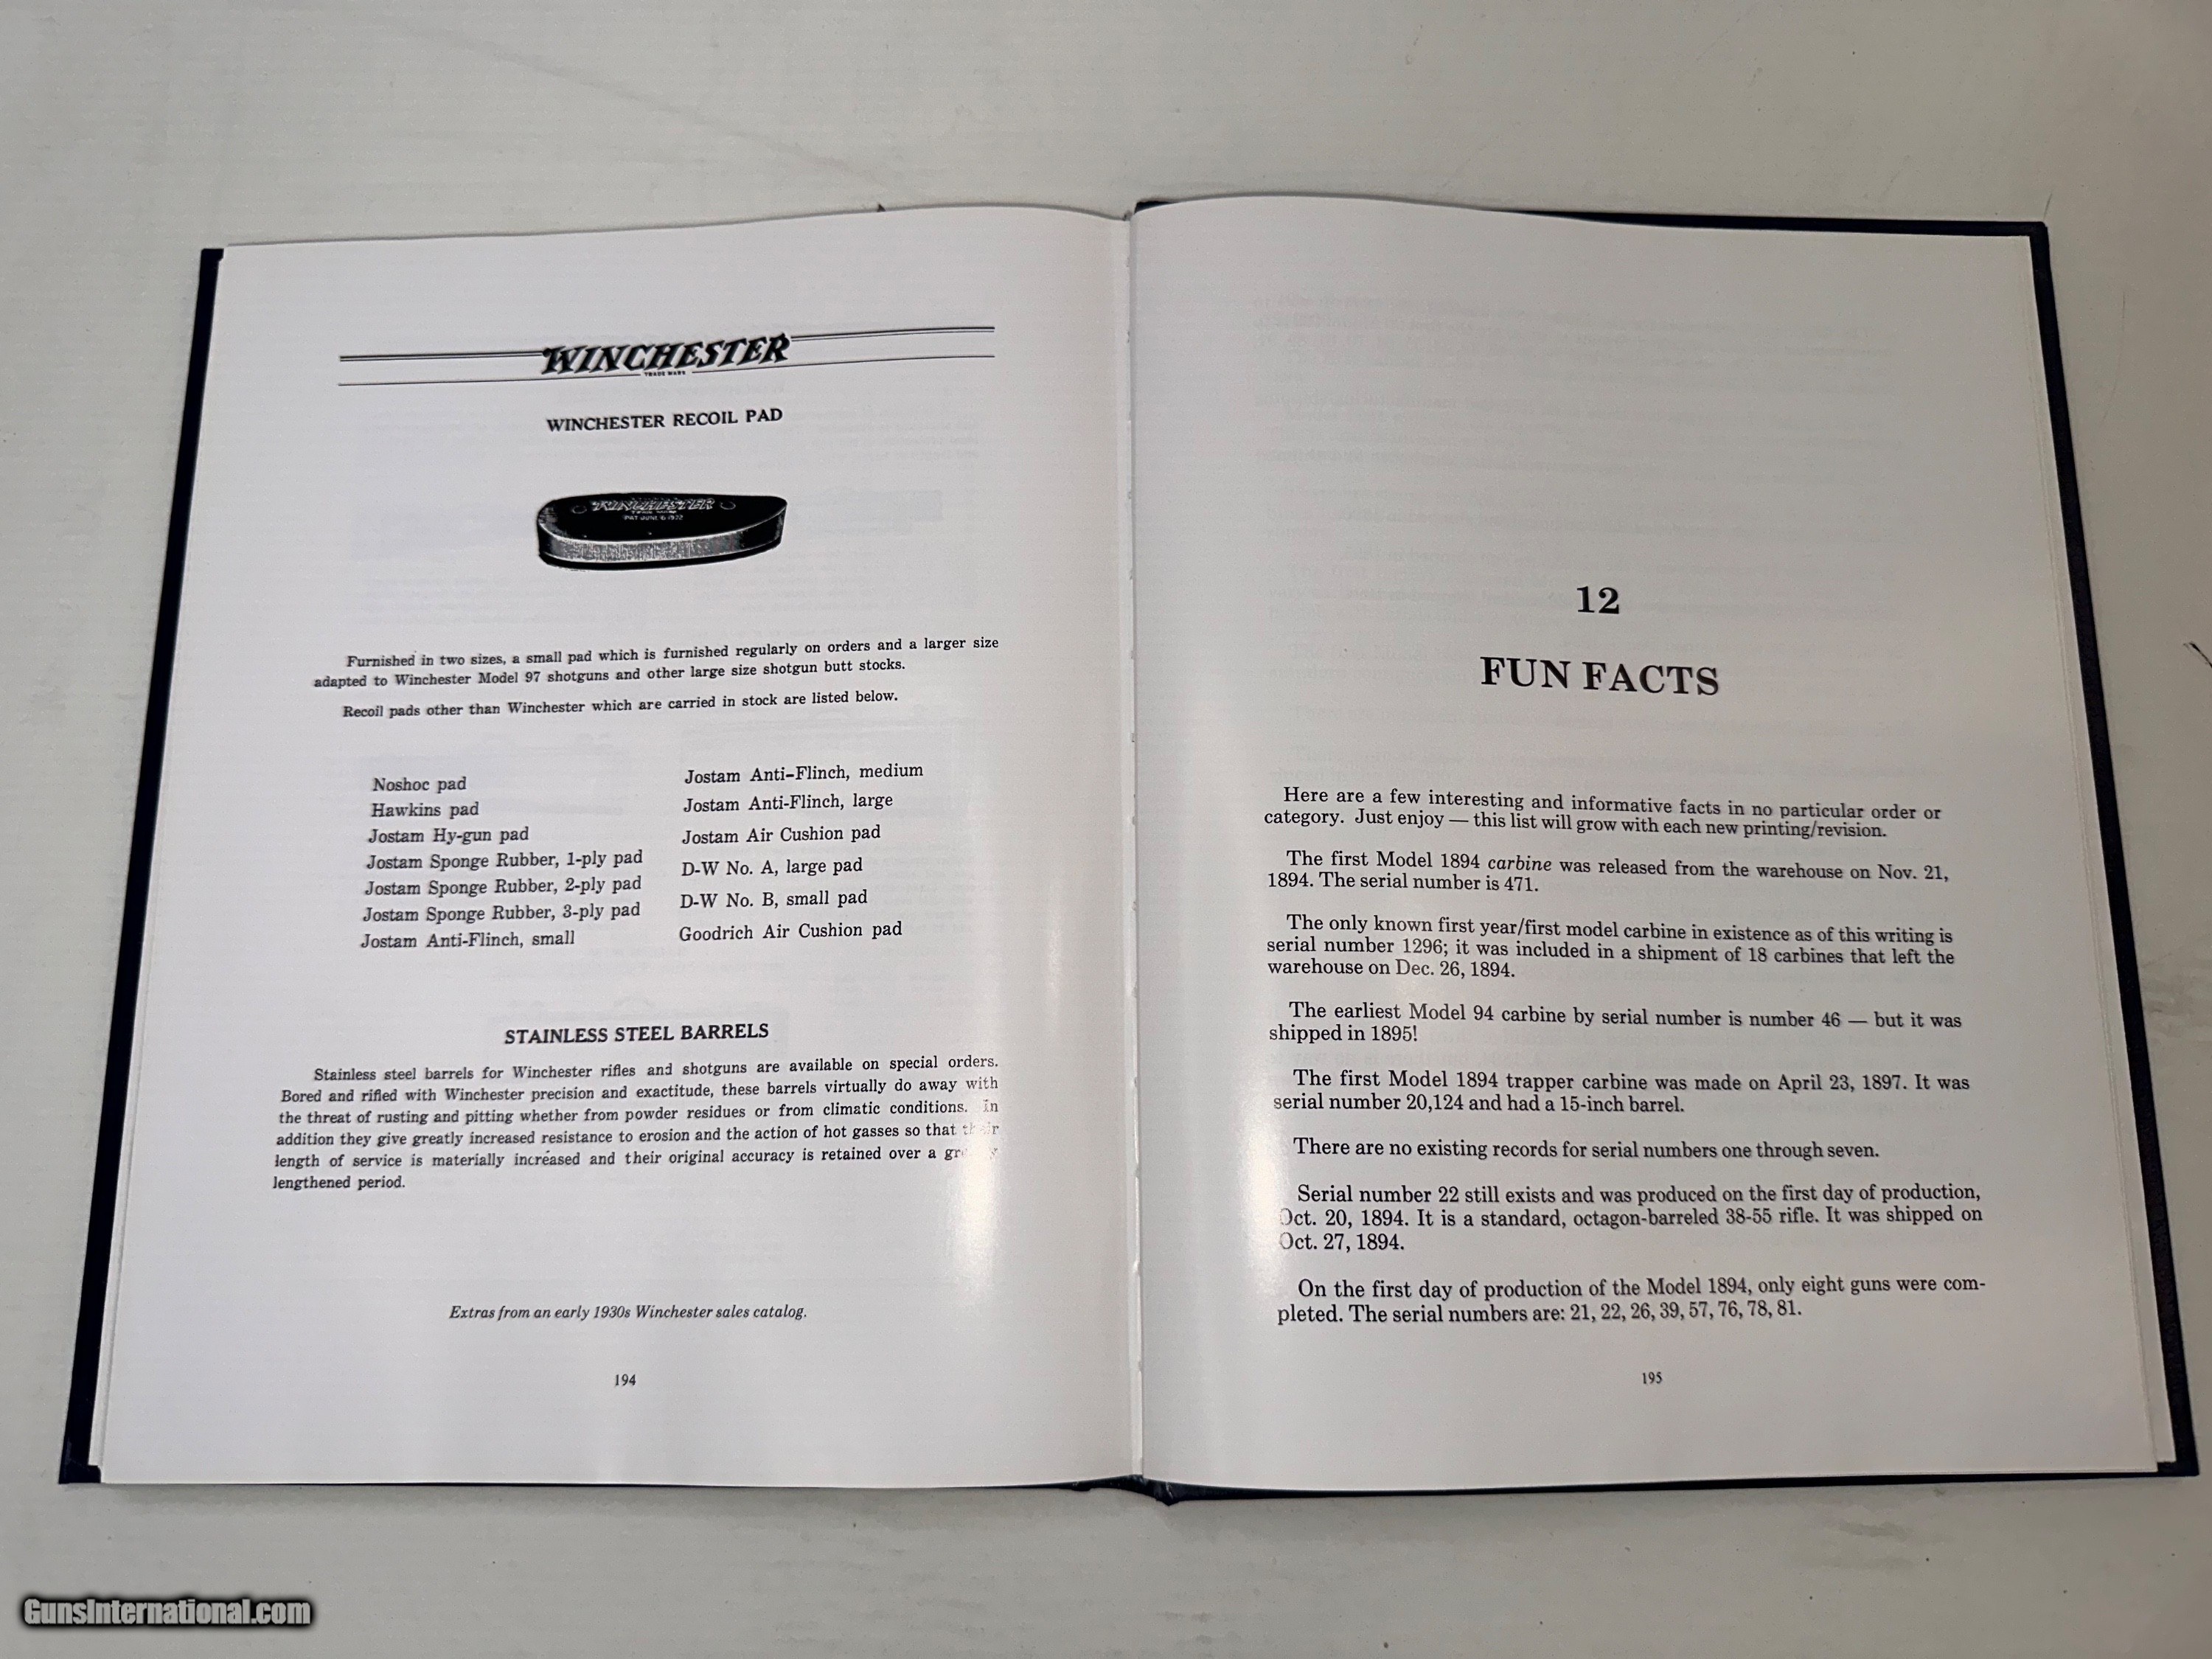 WINCHESTER
TRADE MARK
WINCHESTER RECOIL PAD
WINCHESTER
TRADE MARK
PAT. JUNE 6 1922
Furnished in two sizes, a small pad which is furnished regularly on orders and a larger size
adapted to Winchester Model 97 shotguns and other large size shotgun butt stocks.
Recoil pads other than Winchester which are carried in stock are listed below.
Noshoc pad
Hawkins pad
Jostam Hy-gun pad
Jostam Sponge Rubber, 1-ply pad
Jostam Sponge Rubber, 2-ply pad
Jostam Sponge Rubber, 3-ply pad
Jostam Anti-Flinch, small
Jostam Anti-Flinch, medium
Jostam Anti-Flinch, large
Jostam Air Cushion pad
D-W No. A, large pad
D-W No. B, small pad
Goodrich Air Cushion pad
STAINLESS STEEL BARRELS
Stainless steel barrels for Winchester rifles and shotguns are available on special orders.
Bored and rifled with Winchester precision and exactitude, these barrels virtually do away with
the threat of rusting and pitting whether from powder residues or from climatic conditions. In
addition they give greatly increased resistance to erosion and the action of hot gasses so that their
length of service is materially increased and their original accuracy is retained over a
lengthened period.
Extras from an early 1930s Winchester sales catalog.
194
12
FUN FACTS
Here are a few interesting and informative facts in no particular order or
category. Just enjoy — this list will grow with each new printing/revision.
The first Model 1894 carbine was released from the warehouse on Nov. 21,
1894. The serial number is 471.
The only known first year/first model carbine in existence as of this writing is
serial number 1296; it was included in a shipment of 18 carbines that left the
warehouse on Dec. 26, 1894.
The earliest Model 94 carbine by serial number is number 46 — but it was
shipped in 1895!
The first Model 1894 trapper carbine was made on April 23, 1897. It was
serial number 20,124 and had a 15-inch barrel.
There are no existing records for serial numbers one through seven.
Serial number 22 still exists and was produced on the first day of production,
Oct. 20, 1894. It is a standard, octagon-barreled 38-55 rifle. It was shipped on
Oct. 27, 1894.
On the first day of production of the Model 1894, only eight guns were com-
pleted. The serial numbers are: 21, 22, 26, 39, 57, 76, 78, 81.
195
GunsInternational.com